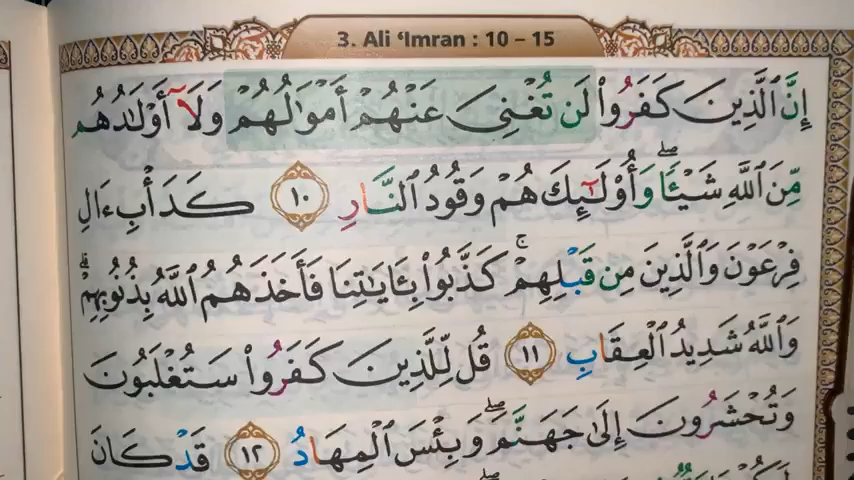 3. Ali ‘Imran : 10 – 15
إِنَّ ٱلَّذِينَ كَفَرُوا۟ لَن تُغْنِىَ عَنْهُمْ أَمْوَٰلُهُمْ وَلَآ أَوْلَٰدُهُم
مِّنَ ٱللَّهِ شَيْـًٔا ۖ وَأُو۟لَٰٓئِكَ هُمْ وَقُودُ ٱلنَّارِ ١٠ كَدَأْبِ ءَالِ
فِرْعَوْنَ وَٱلَّذِينَ مِن قَبْلِهِمْ ۚ كَذَّبُوا۟ بِـَٔايَٰتِنَا فَأَخَذَهُمُ ٱللَّهُ بِذُنُوبِهِمْ ۗ
وَٱللَّهُ شَدِيدُ ٱلْعِقَابِ ١١ قُل لِّلَّذِينَ كَفَرُوا۟ سَتُغْلَبُونَ
وَتُحْشَرُونَ إِلَىٰ جَهَنَّمَ ۖ وَبِئْسَ ٱلْمِهَادُ ١٢ قَدْ كَانَ